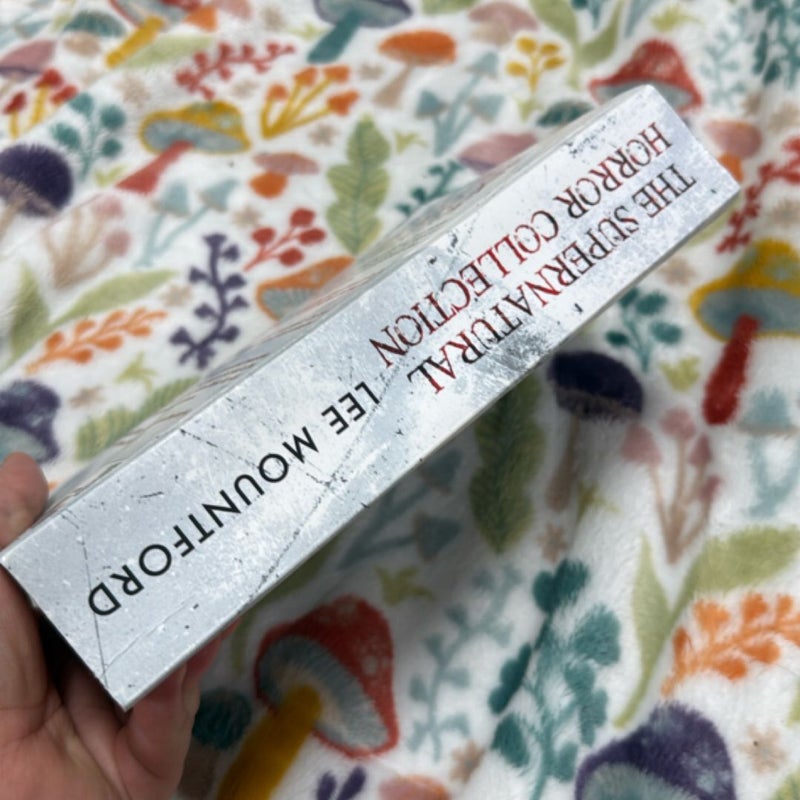 THE SUPERNATURAL
HORROR COLLECTION
LEE MOUNTFORD